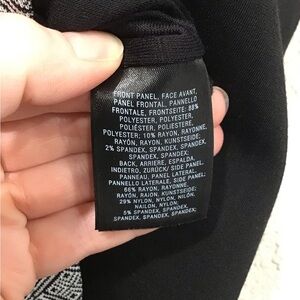 FRONT PANEL, FACE AVANT,
PANEL FRONTAL, PANNELLO
FRONTALE, FRONTSEITE: 88%
POLYESTER, POLYESTER,
POLIÉSTER, POLIESTERE,
POLYESTER; 10% RAYON, RAYONNE,
RAYÓN, RAYON, KUNSTSEIDE;
2% SPANDEX, SPANDEX, SPANDEX,
SPANDEX, SPANDEX;
BACK, ARRIERE, ESPALDA,
INDIETRO, ZURÜCK/ SIDE PANEL,
PANNEAU, PANEL LATERAL,
PANNELLO LATERALE, SIDE PANEL:
66% RAYON, RAYONNE,
RAYÓN, RAION, KUNSTSEIDE;
29% NYLON, NYLON, NILÓN,
NAILON, NYLON;
5% SPANDEX, SPANDEX,
SPANDEX, SPANDEX, SPANDEX;